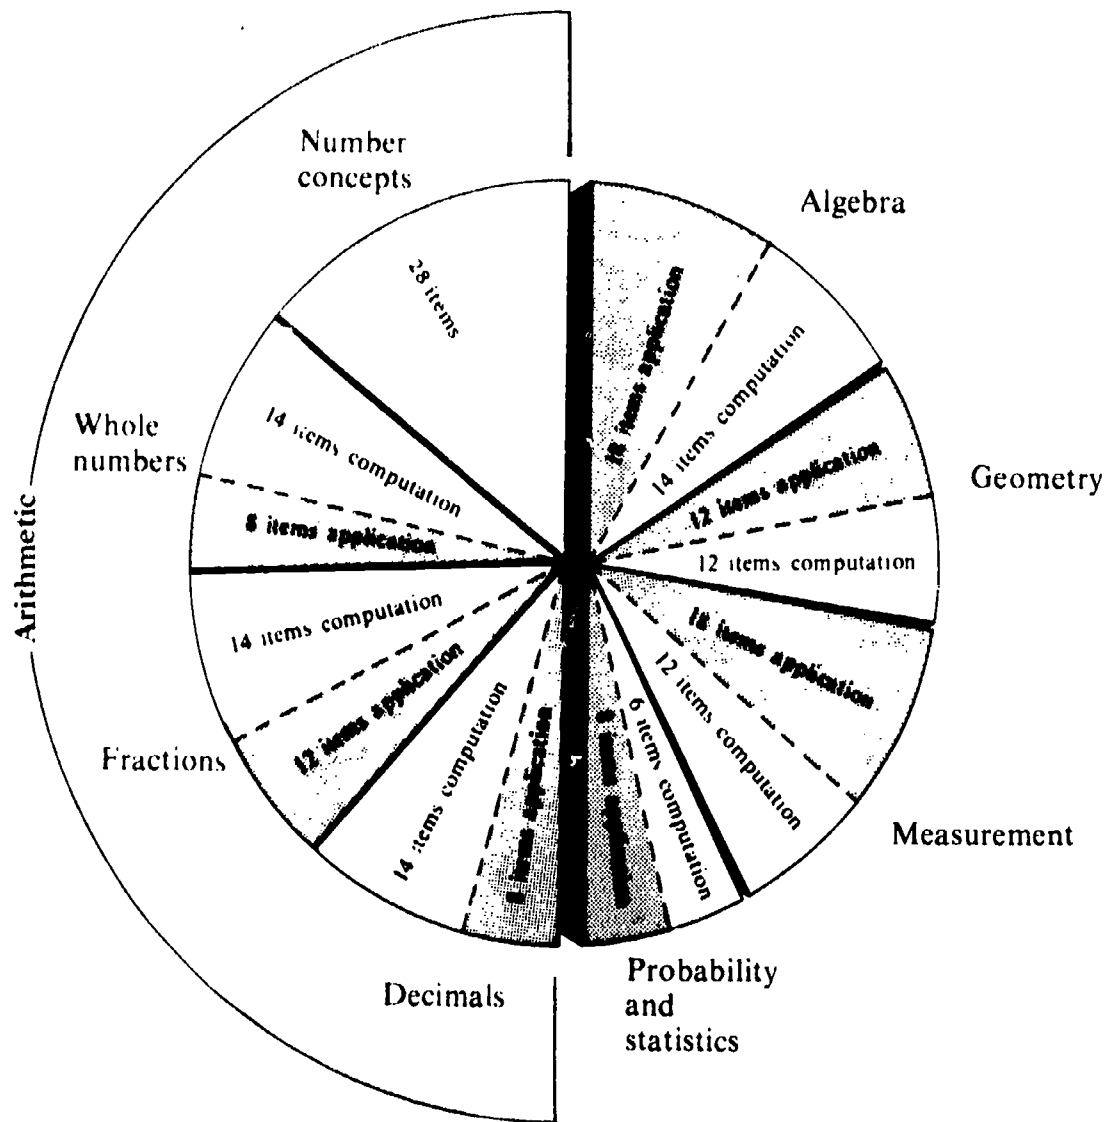 Number
concepts
28 items
Whole
numbers
14 items computation
8 items application
Arithmetic
14 items computation
12 items application
Fractions
14 items computation
items application
Decimals
Algebra
items application
14 items computation
Geometry
12 items application
12 items computation
items application
12 items computation
Measurement
6 items computation
Probability
and
statistics